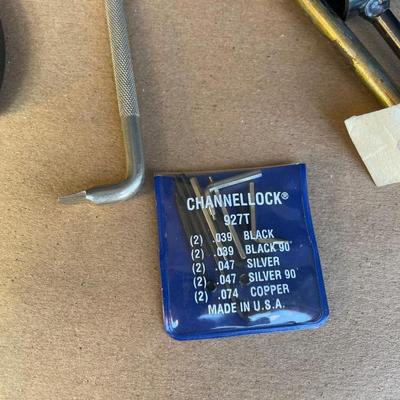 CHANNELLOCK®
927T
(2) .039 BLACK
(2) .039 BLACK 90
(2) .047 SILVER
(2) .047 SILVER 90
(2) .074 COPPER
MADE IN U.S.A.